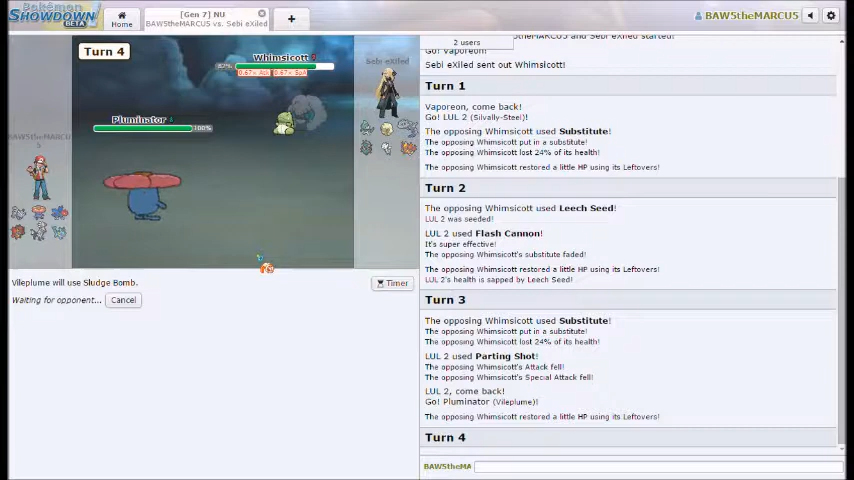 Pokémon
SHOWDOWN
BETA
Home
[Gen 7] NU
BAW5theMARCUS vs. Sebi eXiled
+
BAW5theMARCUS
Turn 4
Whimsicott
0.67× Atk 0.67× SpA
Sebi eXiled
Pluminator
100%
BAW5theMARCU
S
Vileplume will use Sludge Bomb.
Timer
Waiting for opponent...
Cancel
2 users
Go! Vaporeon!
Sebi eXiled sent out Whimsicott!
Turn 1
Vaporeon, come back!
Go! LUL 2 (Silvally-Steel)!
The opposing Whimsicott used Substitute!
The opposing Whimsicott put in a substitute!
The opposing Whimsicott lost 24% of its health!
The opposing Whimsicott restored a little HP using its Leftovers!
Turn 2
The opposing Whimsicott used Leech Seed!
LUL 2 was seeded!
LUL 2 used Flash Cannon!
It's super effective!
The opposing Whimsicott's substitute faded!
The opposing Whimsicott restored a little HP using its Leftovers!
LUL 2's health is sapped by Leech Seed!
Turn 3
The opposing Whimsicott used Substitute!
The opposing Whimsicott put in a substitute!
The opposing Whimsicott lost 24% of its health!
LUL 2 used Parting Shot!
The opposing Whimsicott's Attack fell!
The opposing Whimsicott's Special Attack fell!
LUL 2, come back!
Go! Pluminator (Vileplume)!
The opposing Whimsicott restored a little HP using its Leftovers!
Turn 4
BAW5theMA